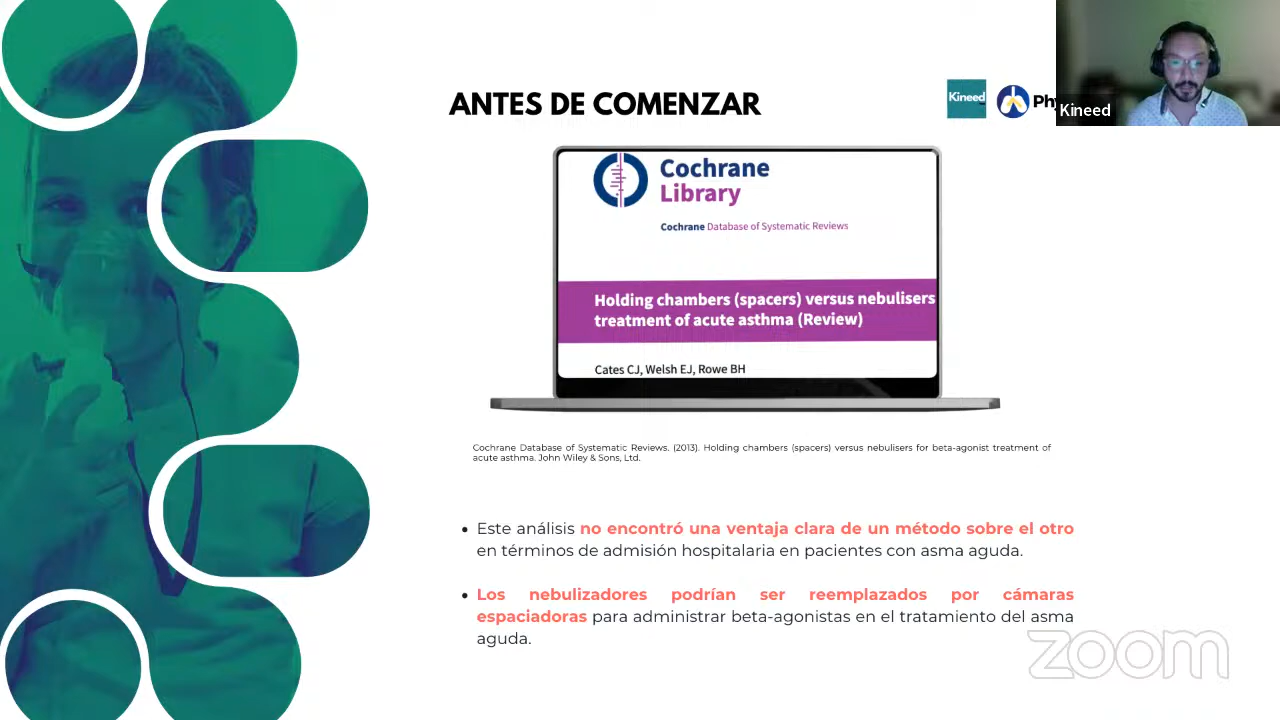 ANTES DE COMENZAR
Kineed
Kineed
Cochrane
Library
Cochrane Database of Systematic Reviews
Holding chambers (spacers) versus nebulisers
treatment of acute asthma (Review)
Cates CJ, Welsh EJ, Rowe BH
Cochrane Database of Systematic Reviews. (2013). Holding chambers (spacers) versus nebulisers for beta-agonist treatment of
acute asthma. John Wiley & Sons, Ltd.
• Este análisis no encontró una ventaja clara de un método sobre el otro
en términos de admisión hospitalaria en pacientes con asma aguda.
• Los nebulizadores podrían ser reemplazados por cámaras
espaciadoras para administrar beta-agonistas en el tratamiento del asma
aguda.
zoom